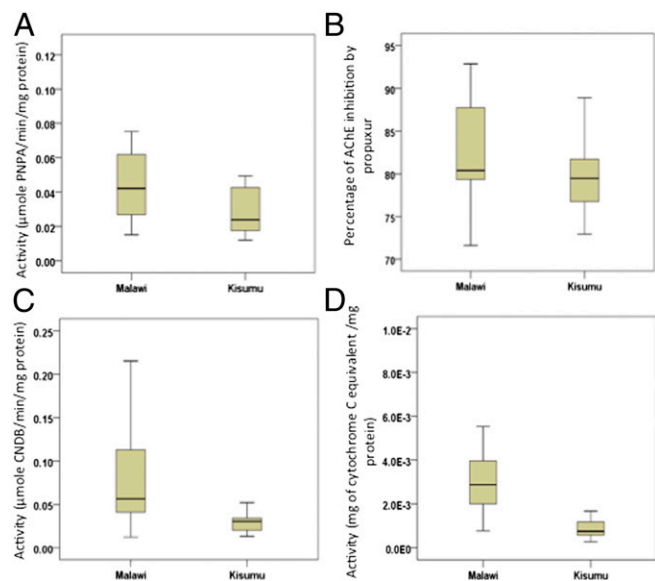 A
Activity (µmole PNPA/min/mg protein)
0.12
0.10
0.08
0.06
0.04
0.02
0.00
Malawi Kisumu
B
Percentage of AChE inhibition by
propuxur
95
90
85
80
75
70
Malawi Kisumu
C
Activity (µmole CNDB/min/mg protein)
0.25
0.20
0.15
0.10
0.05
0.00
Malawi Kisumu
D
Activity (mg of cytochrome C equivalent /mg
protein)
1.0E-2
8.0E-3
6.0E-3
4.0E-3
2.0E-3
0.0E0
Malawi Kisumu